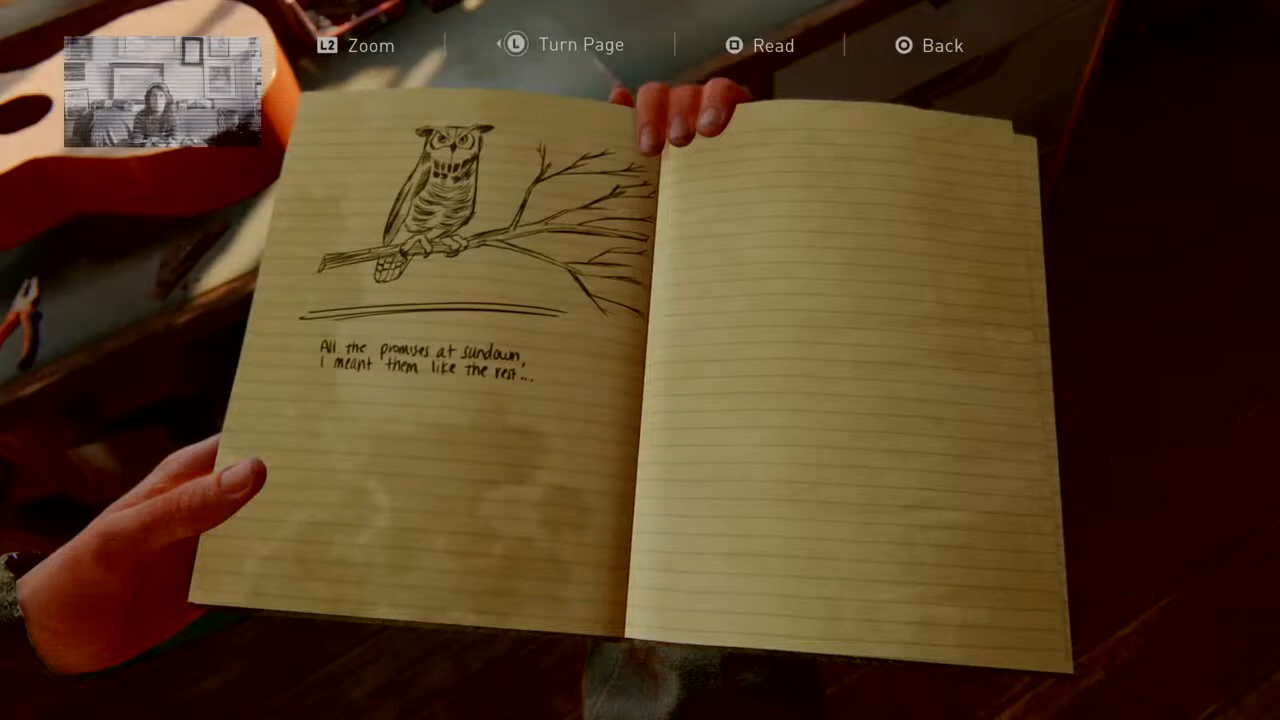 L2 Zoom
L Turn Page
Read
Back
All the promises at sundown,
I meant them like the rest...